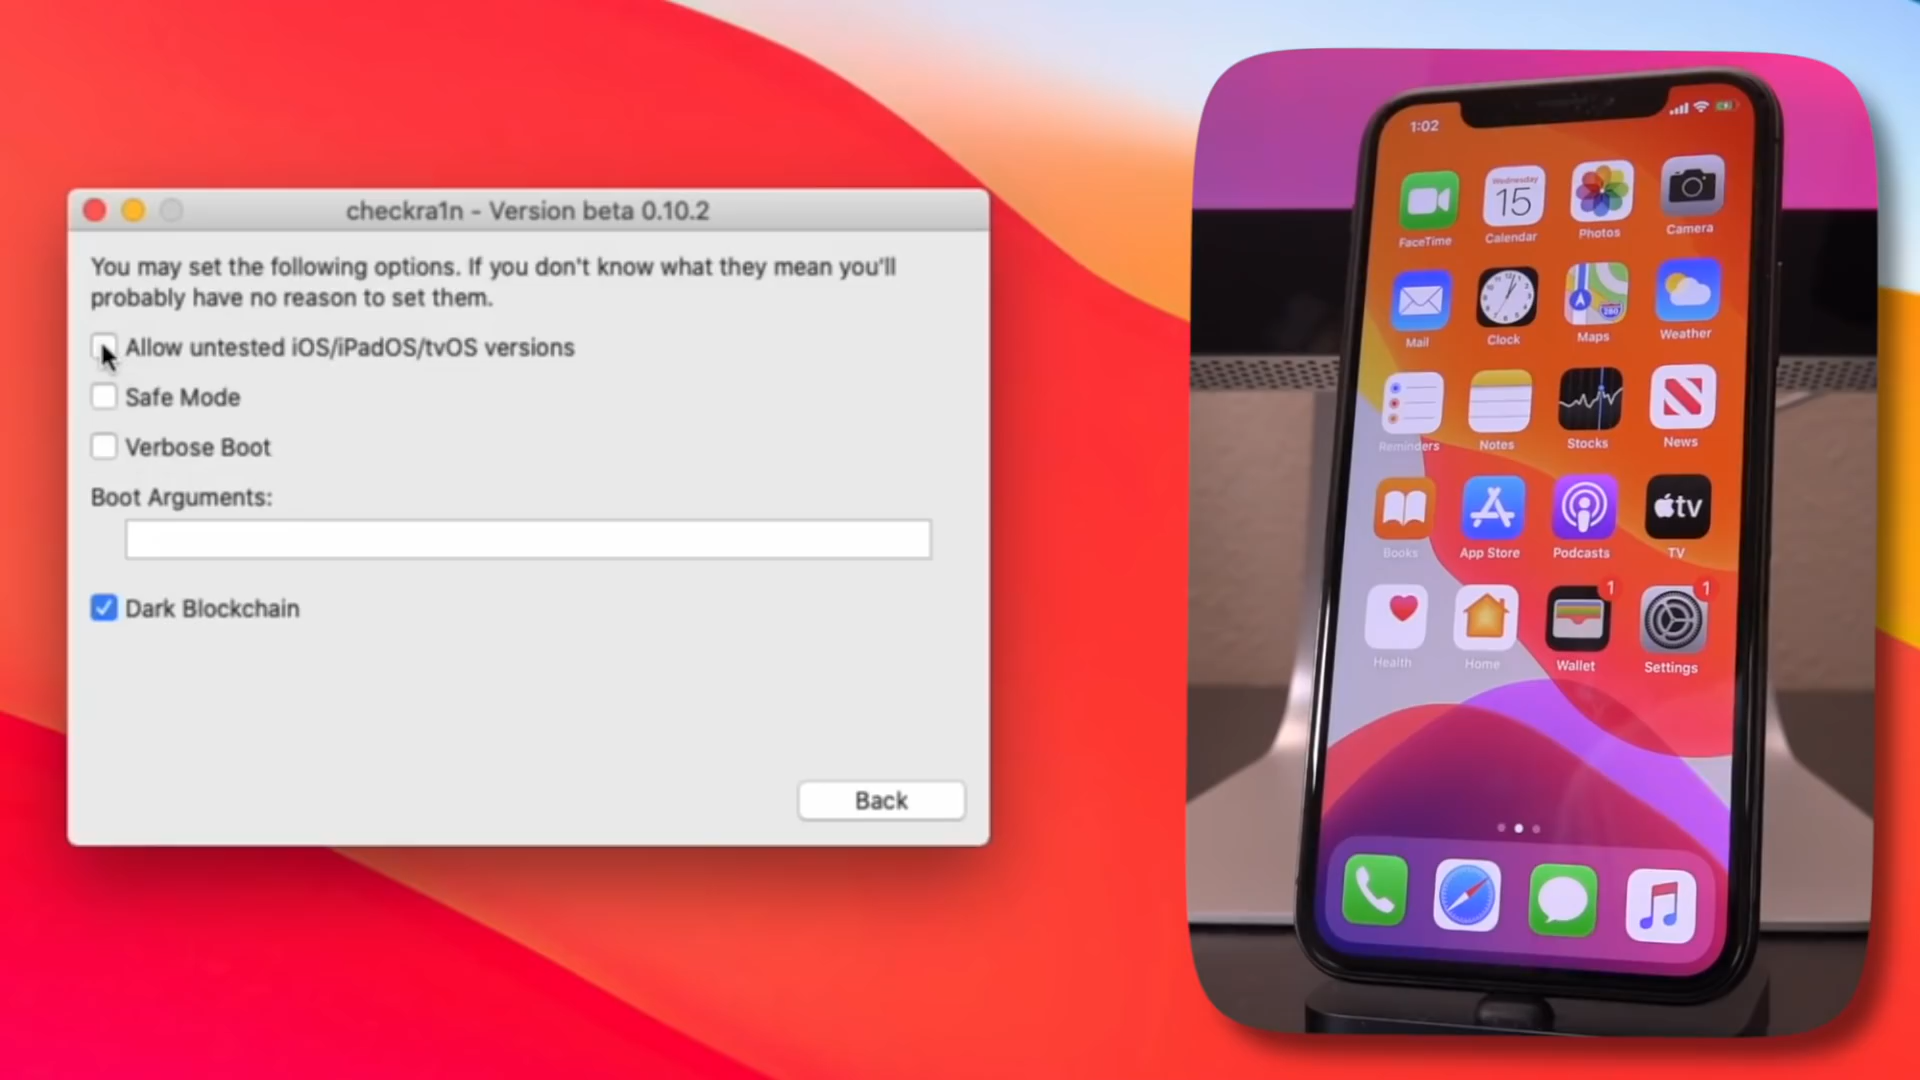 checkra1n - Version beta 0.10.2
You may set the following options. If you don't know what they mean you'll
probably have no reason to set them.
Allow untested iOS/iPadOS/tvOS versions
Safe Mode
Verbose Boot
Boot Arguments:
Dark Blockchain
Back
1:02
Wednesday
15
FaceTime
Calendar
Photos
Camera
280
Mail
Clock
Maps
Weather
Reminders
Notes
Stocks
News
tv
Books
App Store
Podcasts
TV
1
1
Health
Home
Wallet
Settings